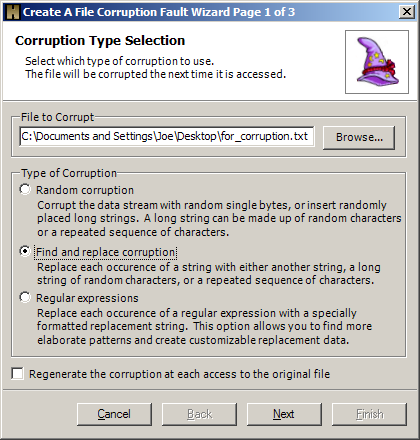 Create A File Corruption Fault Wizard Page 1 of 3
Corruption Type Selection
Select which type of corruption to use.
The file will be corrupted the next time it is accessed.
File to Corrupt
C:\Documents and Settings\Joe\Desktop\for_corruption.txt
Browse...
Type of Corruption
Random corruption
Corrupt the data stream with random single bytes, or insert randomly
placed long strings. A long string can be made up of random characters
or a repeated sequence of characters.
Find and replace corruption
Replace each occurence of a string with either another string, a long
string of random characters, or a repeated sequence of characters.
Regular expressions
Replace each occurence of a regular expression with a specially
formatted replacement string. This option allows you to find more
elaborate patterns and create customizable replacement data.
Regenerate the corruption at each access to the original file
Cancel
Back
Next
Finish